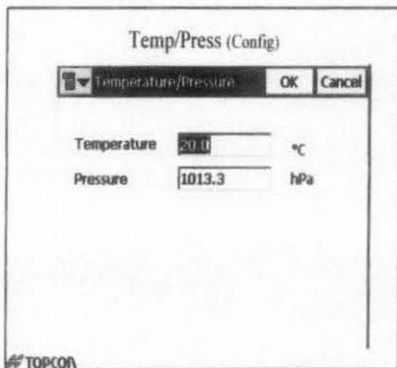 Temp/Press (Config)
Temperature/Pressure OK Cancel
Temperature 20.0 °C
Pressure 1013.3 hPa
TOPCON